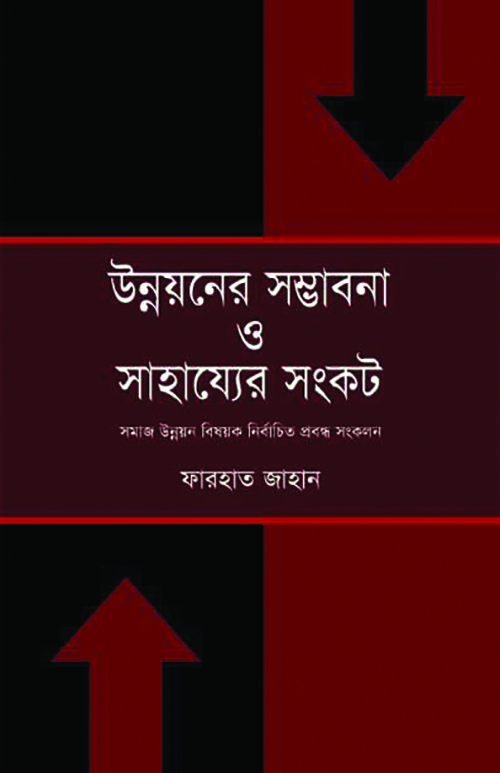 উন্নয়নের সম্ভাবনা
ও
সাহায্যের সংকট
সমাজ উন্নয়ন বিষয়ক নির্বাচিত প্রবন্ধ সংকলন
ফারহাত জাহান